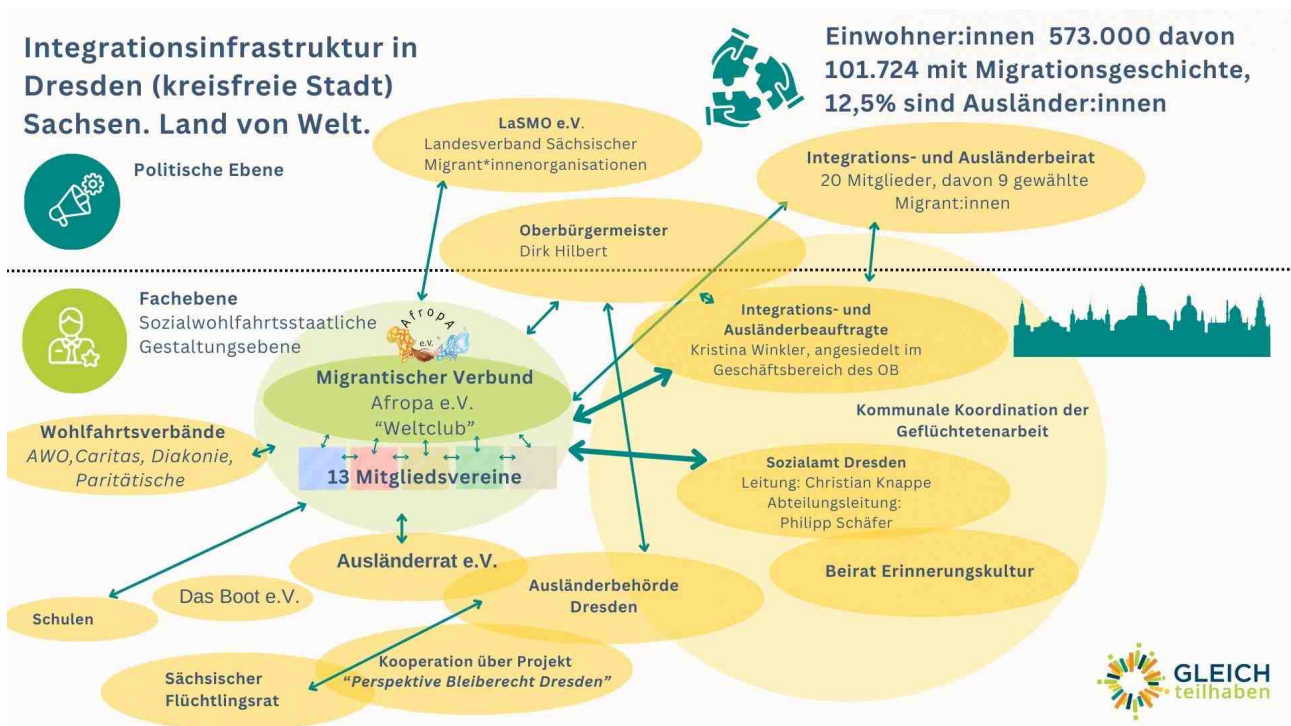 Integrationsinfrastruktur in
Dresden (kreisfreie Stadt)
Sachsen. Land von Welt.
Einwohner:innen 573.000 davon
101.724 mit Migrationsgeschichte,
12,5% sind Ausländer:innen
Politische Ebene
LaSMO e.V.
Landesverband Sächsischer
Migrant*innenorganisationen
Integrations- und Ausländerbeirat
20 Mitglieder, davon 9 gewählte
Migrant:innen
Oberbürgermeister
Dirk Hilbert
Fachebene
Sozialwohlfahrtsstaatliche
Gestaltungsebene
AfropA
e.V.
Migrantischer Verbund
Afropa e.V.
"Weltclub"
13 Mitgliedsvereine
Integrations- und
Ausländerbeauftragte
Kristina Winkler, angesiedelt im
Geschäftsbereich des OB
Kommunale Koordination der
Geflüchtetenarbeit
Wohlfahrtsverbände
AWO,Caritas, Diakonie,
Paritätische
Sozialamt Dresden
Leitung: Christian Knappe
Abteilungsleitung:
Philipp Schäfer
Ausländerrat e.V.
Beirat Erinnerungskultur
Ausländerbehörde
Dresden
Das Boot e.V.
Schulen
Kooperation über Projekt
"Perspektive Bleiberecht Dresden"
Sächsischer
Flüchtlingsrat
GLEICH
teilhaben